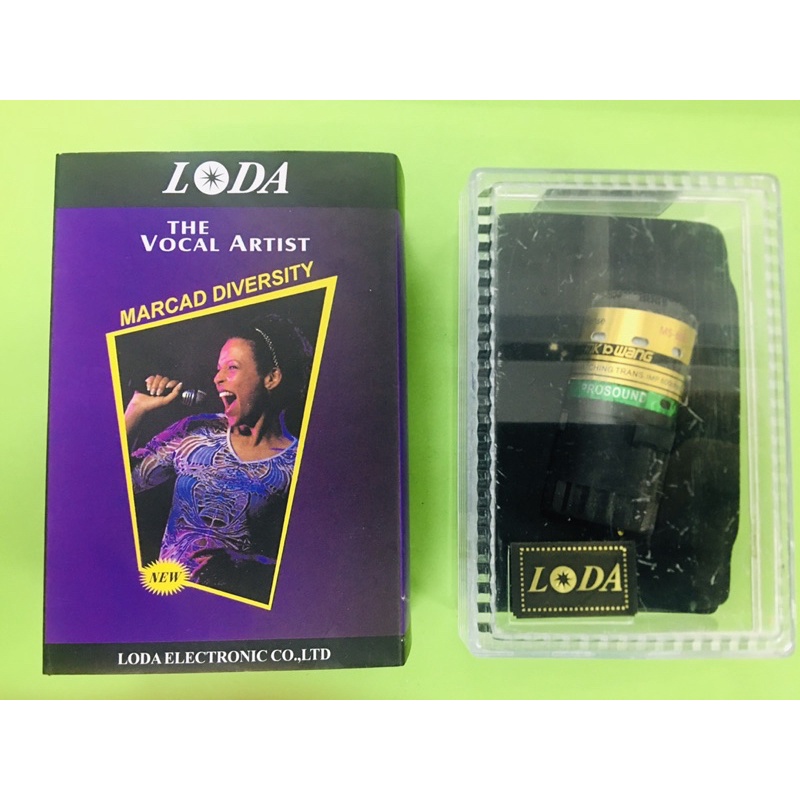 LODA
THE
VOCAL ARTIST
MARCAD DIVERSITY
NEW
LODA ELECTRONIC CO.,LTD
PROSOUND
LODA